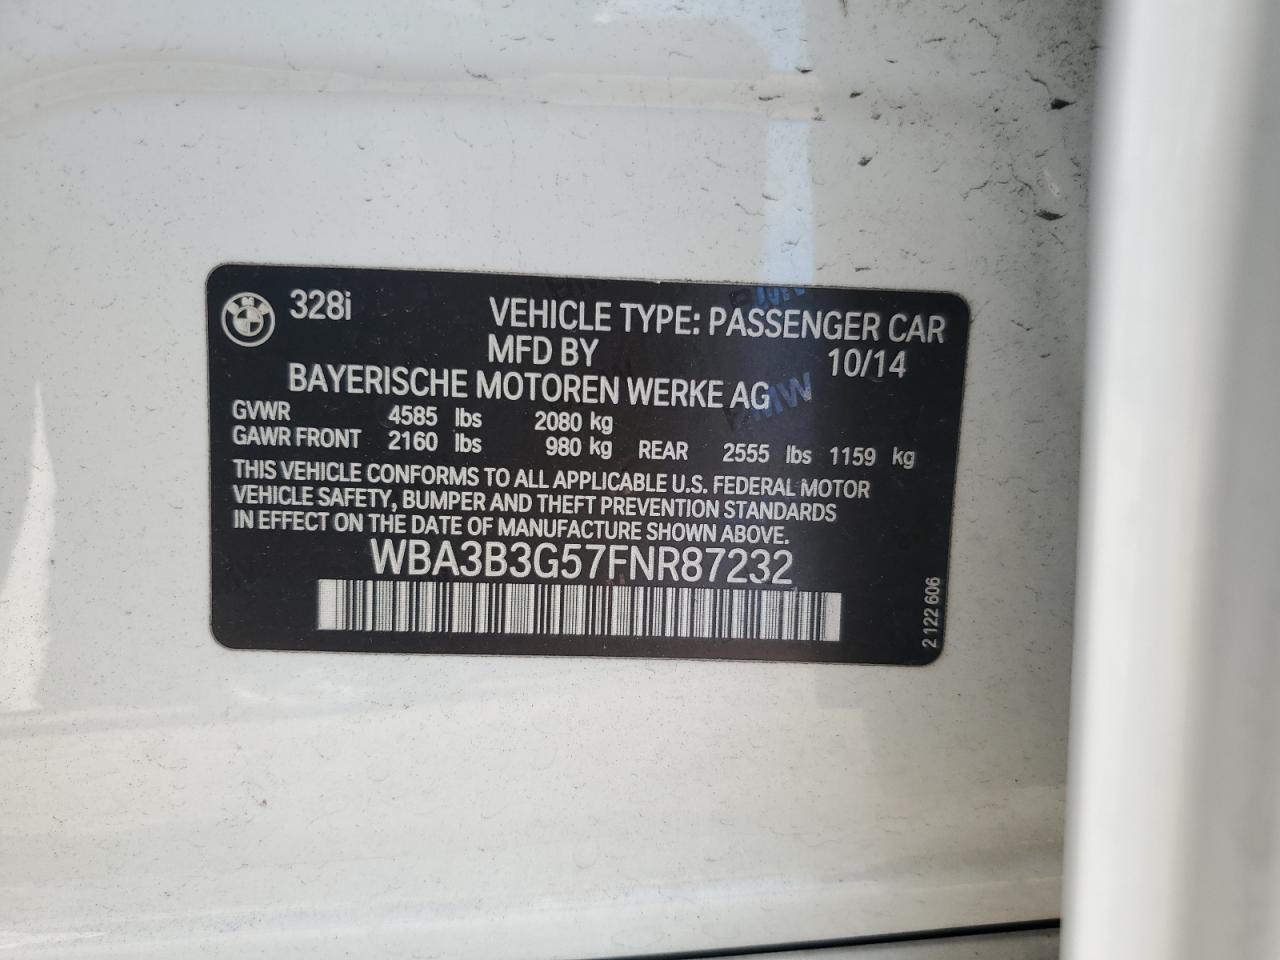 328i VEHICLE TYPE: PASSENGER CAR
MFD BY 10/14
BAYERISCHE MOTOREN WERKE AG
GVWR 4585 lbs 2080 kg
GAWR FRONT 2160 lbs 980 kg REAR 2555 lbs 1159 kg
THIS VEHICLE CONFORMS TO ALL APPLICABLE U.S. FEDERAL MOTOR
VEHICLE SAFETY, BUMPER AND THEFT PREVENTION STANDARDS
IN EFFECT ON THE DATE OF MANUFACTURE SHOWN ABOVE.
WBA3B3G57FNR87232
2 122 606
BMW
BMW